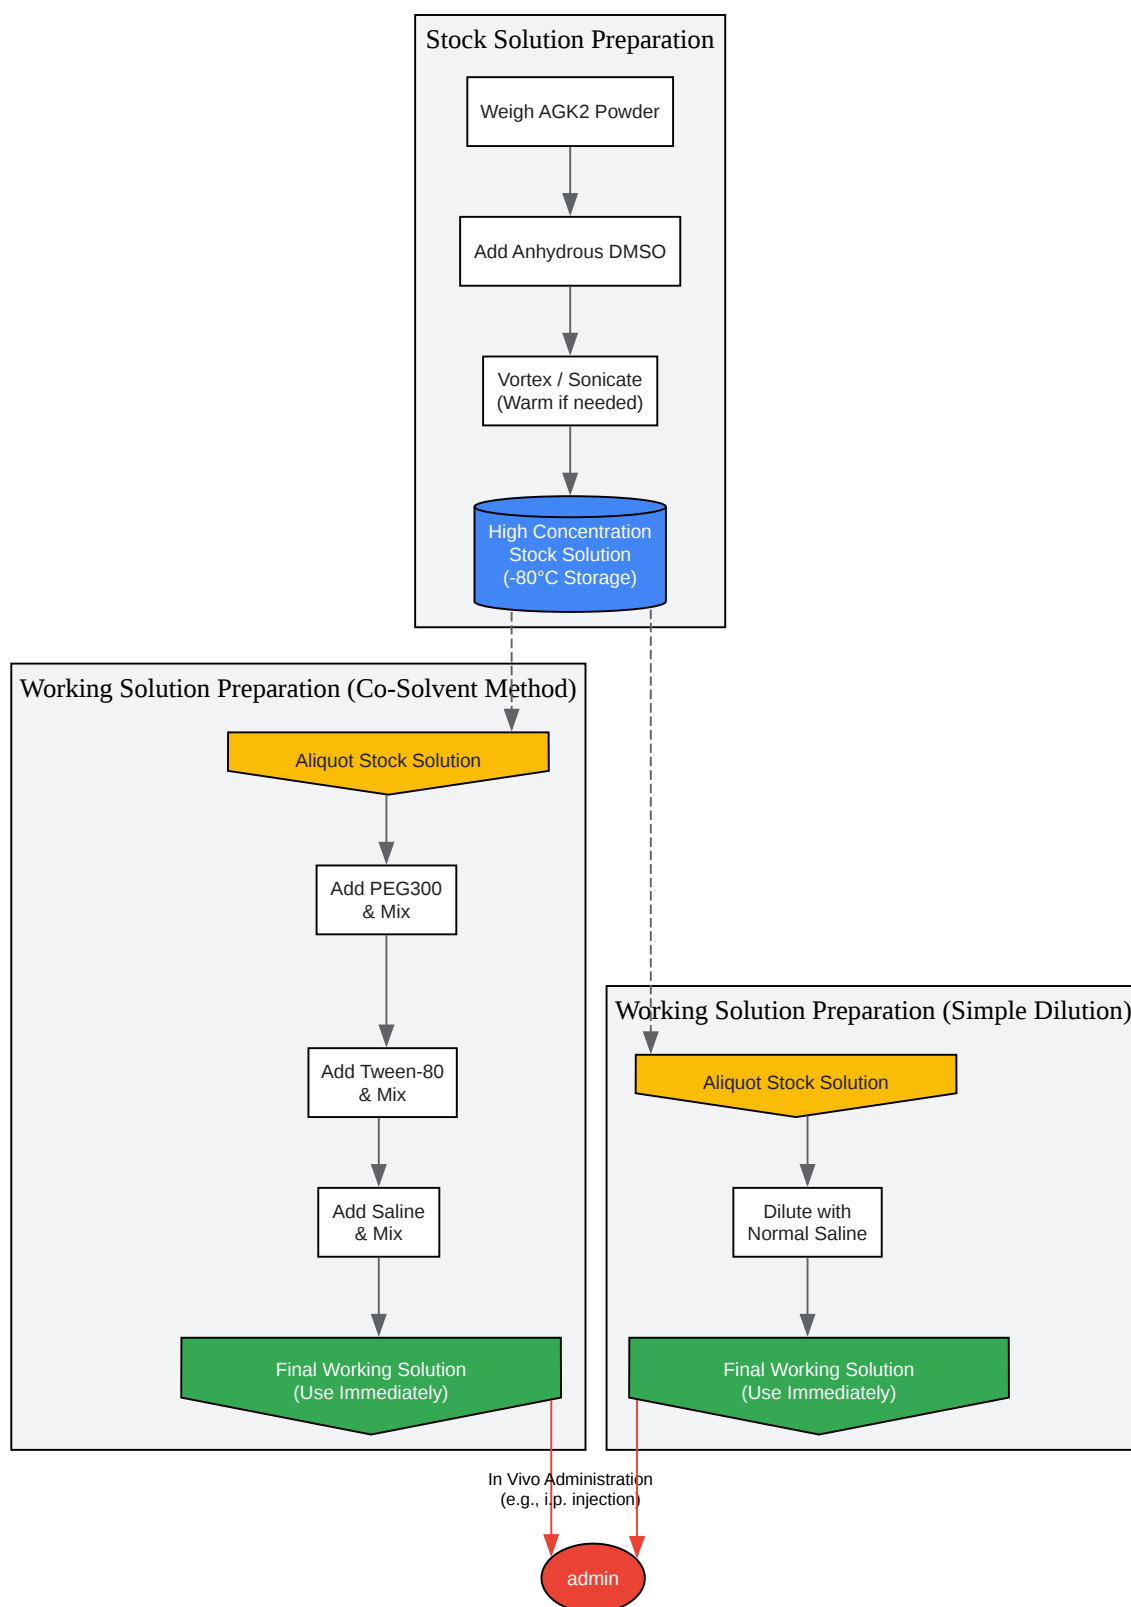 Stock Solution Preparation
Weigh AGK2 Powder
Add Anhydrous DMSO
Vortex / Sonicate
(Warm if needed)
High Concentration
Stock Solution
(-80°C Storage)
Working Solution Preparation (Co-Solvent Method)
Aliquot Stock Solution
Add PEG300
& Mix
Add Tween-80
& Mix
Add Saline
& Mix
Final Working Solution
(Use Immediately)
Working Solution Preparation (Simple Dilution)
Aliquot Stock Solution
Dilute with
Normal Saline
Final Working Solution
(Use Immediately)
In Vivo Administration
(e.g., i.p. injection)
admin